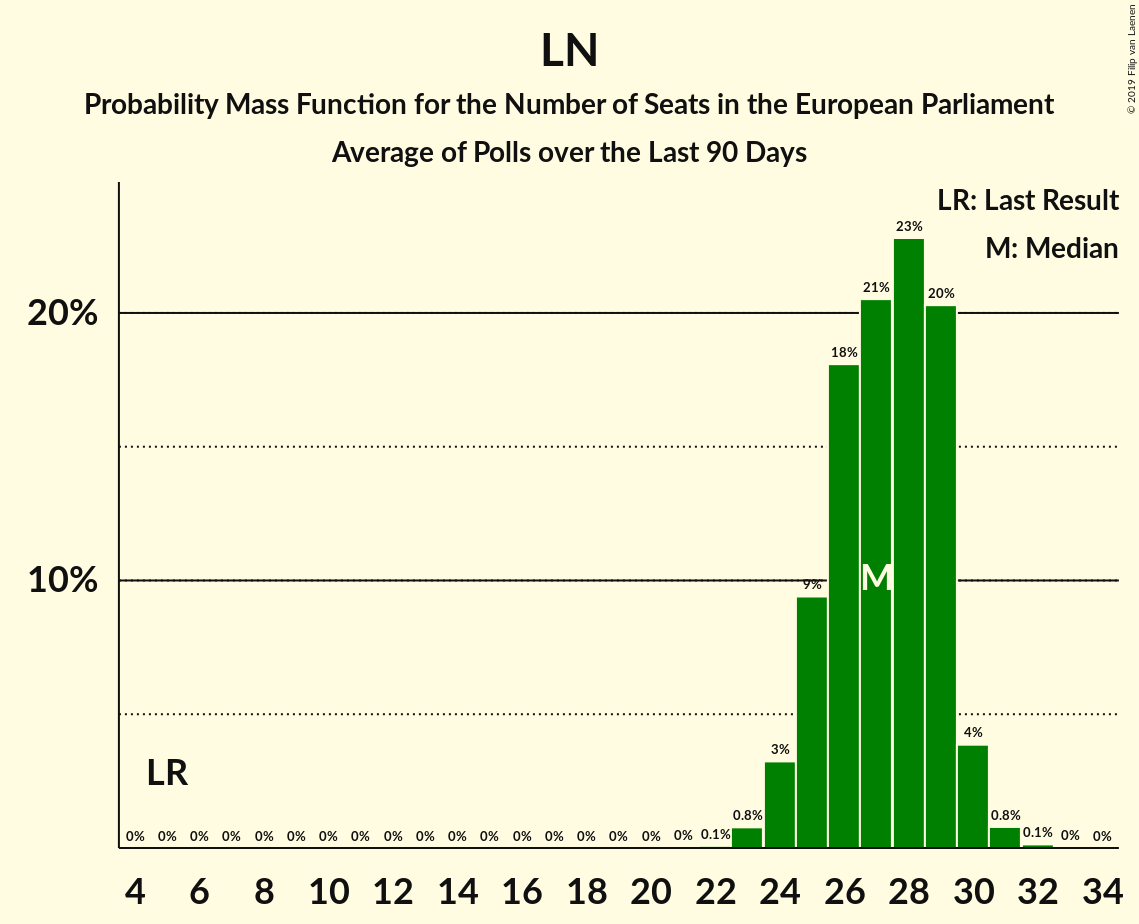 LN
Probability Mass Function for the Number of Seats in the European Parliament
Average of Polls over the Last 90 Days
© 2019 Filip van Laenen
LR: Last Result
M: Median
20%
10%
LR
M
0% 0% 0% 0% 0% 0% 0% 0% 0% 0% 0% 0% 0% 0% 0% 0% 0% 0% 0.1% 0.8% 3% 9% 18% 21% 23% 20% 4% 0.8% 0.1% 0% 0%
4 6 8 10 12 14 16 18 20 22 24 26 28 30 32 34